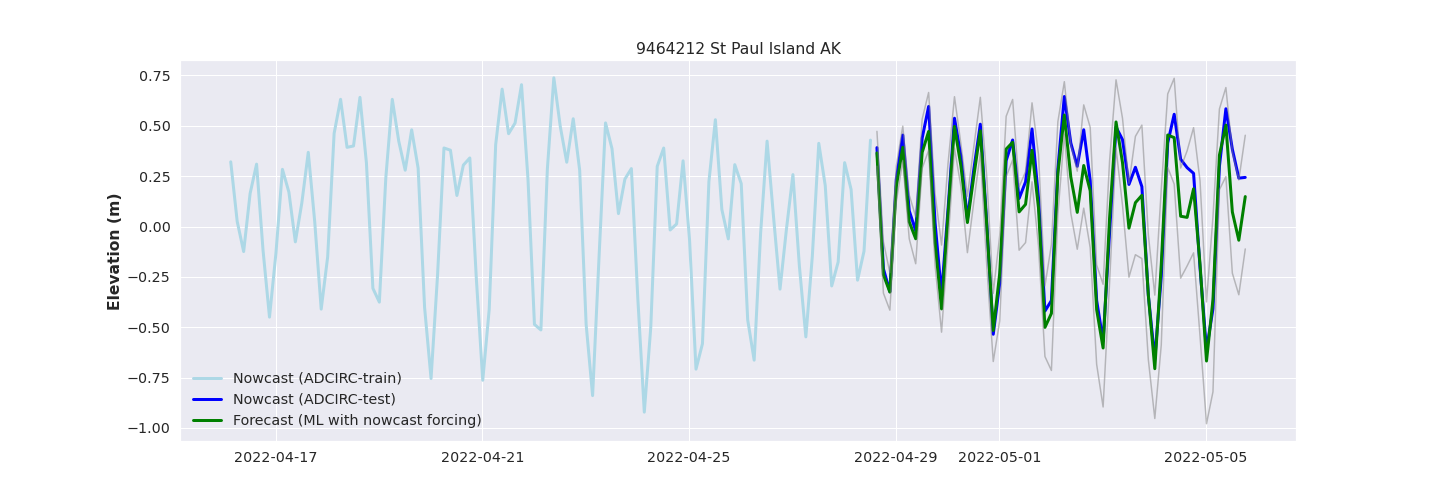 9464212 St Paul Island AK
Elevation (m)
0.75
0.50
0.25
0.00
−0.25
−0.50
−0.75
−1.00
Nowcast (ADCIRC-train)
Nowcast (ADCIRC-test)
Forecast (ML with nowcast forcing)
2022-04-17 2022-04-21 2022-04-25 2022-04-29 2022-05-01 2022-05-05